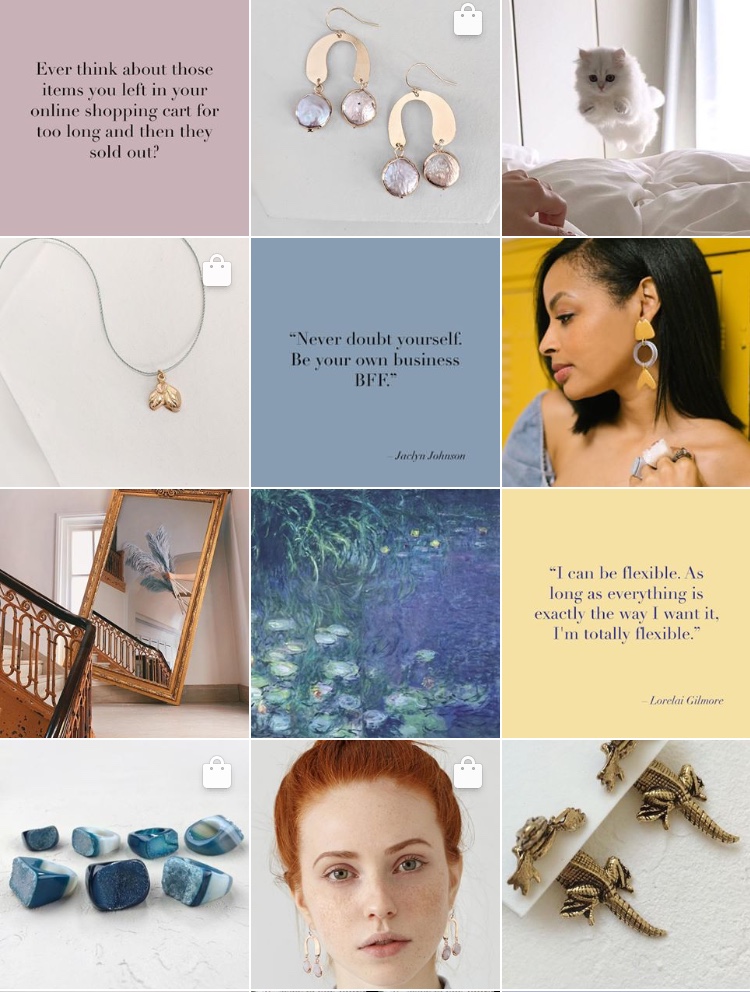 Ever think about those
items you left in your
online shopping cart for
too long and then they
sold out?
“Never doubt yourself.
Be your own business
BFF.”
– Jaclyn Johnson
“I can be flexible. As
long as everything is
exactly the way I want it,
I'm totally flexible.”
– Lorelai Gilmore